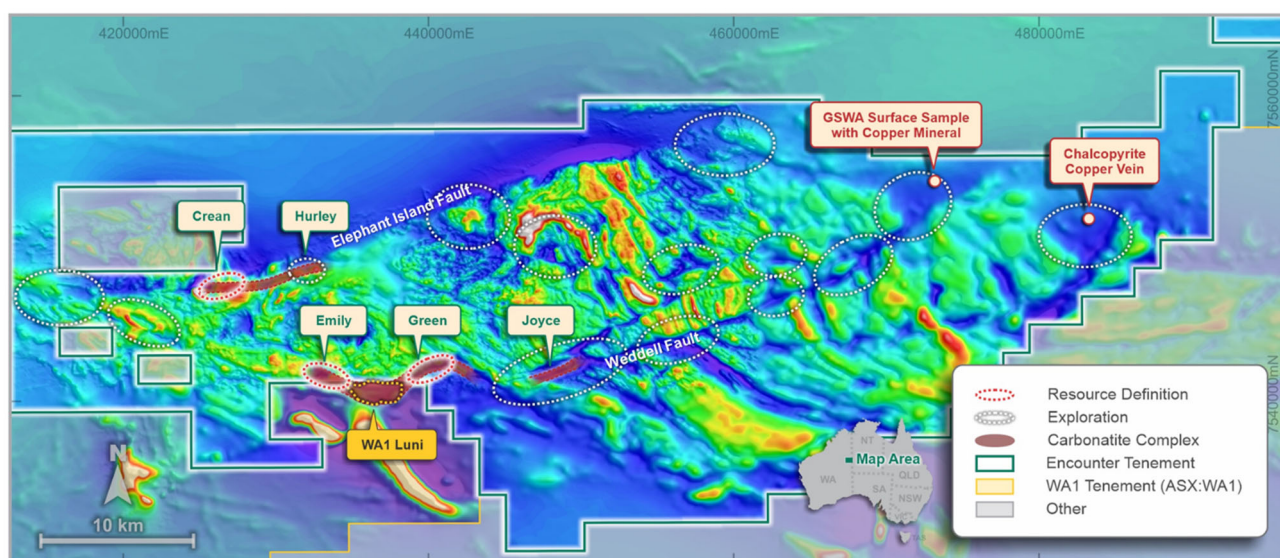 420000mE
440000mE
460000mE
480000mE
7560000mN
GSWA Surface Sample
with Copper Mineral
Chalcopyrite
Copper Vein
Crean
Hurley
Elephant Island Fault
Emily
Green
Joyce
Weddell Fault
7540000mN
WA1 Luni
N
10 km
NT
Map Area
WA
QLD
SA
NSW
Resource Definition
Exploration
Carbonatite Complex
Encounter Tenement
WA1 Tenement (ASX:WA1)
Other